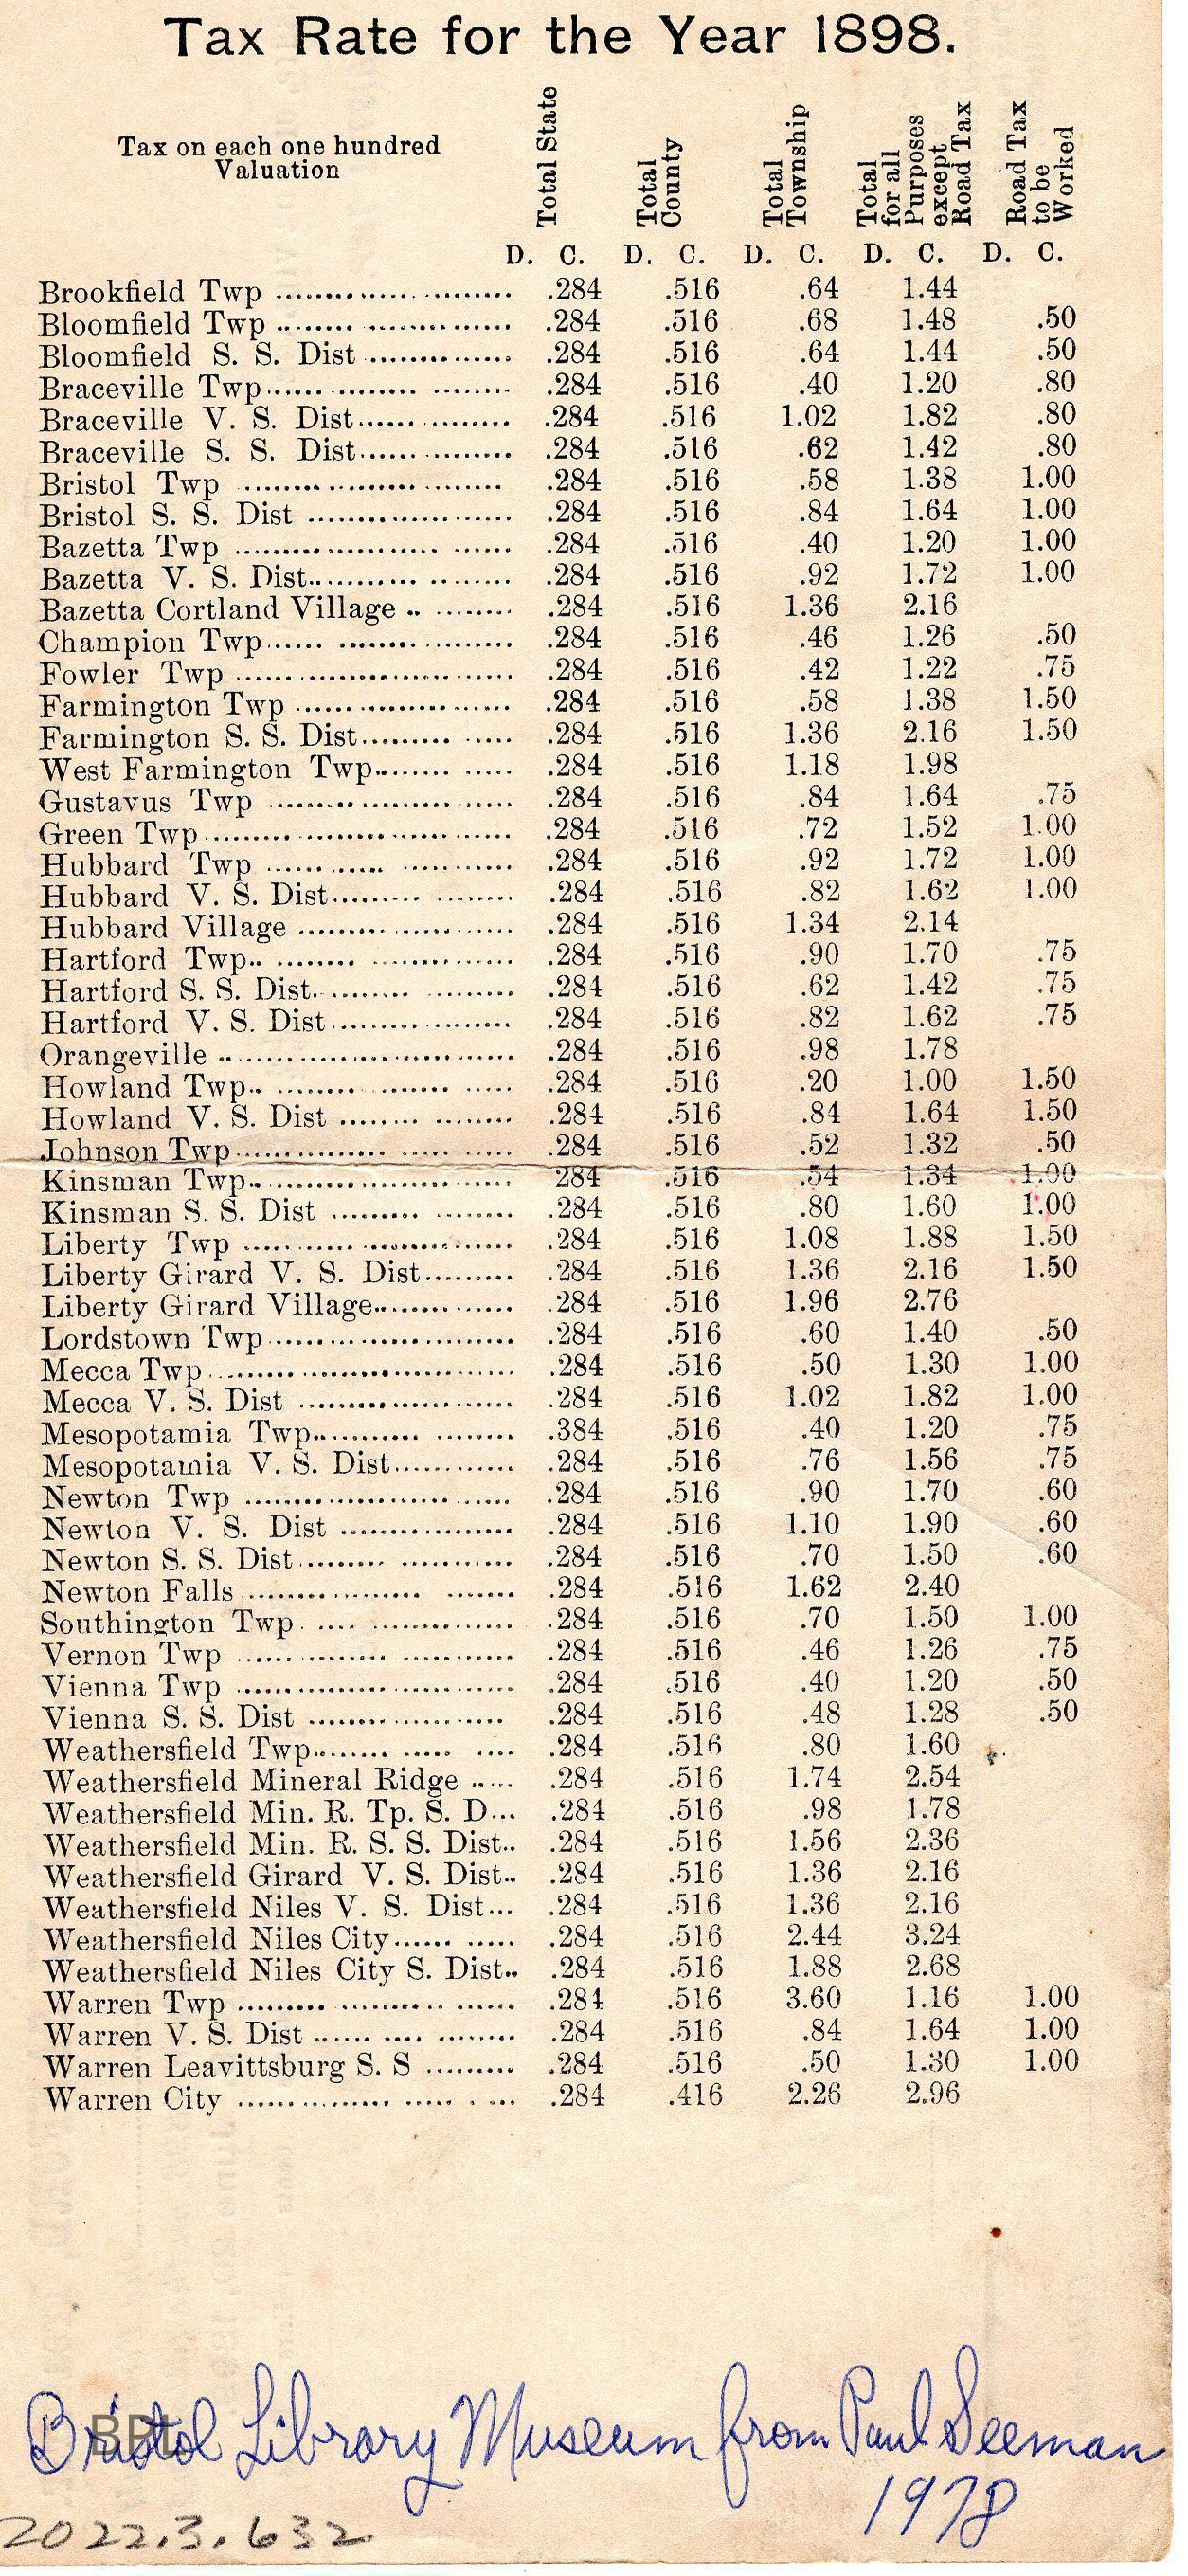 Tax Rate for the Year 1898.
Tax on each one hundred
Valuation
Total State
Total
County
Total
Township
Total
for all
Purposes
except
Road Tax
Road Tax
to be
Worked
D. C. D. C. D. C. D. C. D. C.
Brookfield Twp .284 .516 .64 1.44
Bloomfield Twp .284 .516 .68 1.48 .50
Bloomfield S. S. Dist .284 .516 .64 1.44 .50
Braceville Twp .284 .516 .40 1.20 .80
Braceville V. S. Dist .284 .516 1.02 1.82 .80
Braceville S. S. Dist .284 .516 .62 1.42 .80
Bristol Twp .284 .516 .58 1.38 1.00
Bristol S. S. Dist .284 .516 .84 1.64 1.00
Bazetta Twp .284 .516 .40 1.20 1.00
Bazetta V. S. Dist .284 .516 .92 1.72 1.00
Bazetta Cortland Village .284 .516 1.36 2.16
Champion Twp .284 .516 .46 1.26 .50
Fowler Twp .284 .516 .42 1.22 .75
Farmington Twp .284 .516 .58 1.38 1.50
Farmington S. S. Dist .284 .516 1.36 2.16 1.50
West Farmington Twp .284 .516 1.18 1.98
Gustavus Twp .284 .516 .84 1.64 .75
Green Twp .284 .516 .72 1.52 1.00
Hubbard Twp .284 .516 .92 1.72 1.00
Hubbard V. S. Dist .284 .516 .82 1.62 1.00
Hubbard Village .284 .516 1.34 2.14
Hartford Twp .284 .516 .90 1.70 .75
Hartford S. S. Dist .284 .516 .62 1.42 .75
Hartford V. S. Dist .284 .516 .82 1.62 .75
Orangeville .284 .516 .98 1.78
Howland Twp .284 .516 .20 1.00 1.50
Howland V. S. Dist .284 .516 .84 1.64 1.50
Johnson Twp .284 .516 .52 1.32 .50
Kinsman Twp 284 .516 .54 1.34 1.00
Kinsman S. S. Dist .284 .516 .80 1.60 1.00
Liberty Twp .284 .516 1.08 1.88 1.50
Liberty Girard V. S. Dist .284 .516 1.36 2.16 1.50
Liberty Girard Village .284 .516 1.96 2.76
Lordstown Twp .284 .516 .60 1.40 .50
Mecca Twp .284 .516 .50 1.30 1.00
Mecca V. S. Dist .284 .516 1.02 1.82 1.00
Mesopotamia Twp .384 .516 .40 1.20 .75
Mesopotamia V. S. Dist .284 .516 .76 1.56 .75
Newton Twp .284 .516 .90 1.70 .60
Newton V. S. Dist .284 .516 1.10 1.90 .60
Newton S. S. Dist .284 .516 .70 1.50 .60
Newton Falls .284 .516 1.62 2.40
Southington Twp .284 .516 .70 1.50 1.00
Vernon Twp .284 .516 .46 1.26 .75
Vienna Twp .284 .516 .40 1.20 .50
Vienna S. S. Dist .284 .516 .48 1.28 .50
Weathersfield Twp .284 .516 .80 1.60
Weathersfield Mineral Ridge .284 .516 1.74 2.54
Weathersfield Min. R. Tp. S. D .284 .516 .98 1.78
Weathersfield Min. R. S. S. Dist .284 .516 1.56 2.36
Weathersfield Girard V. S. Dist .284 .516 1.36 2.16
Weathersfield Niles V. S. Dist .284 .516 1.36 2.16
Weathersfield Niles City .284 .516 2.44 3.24
Weathersfield Niles City S. Dist .284 .516 1.88 2.68
Warren Twp .284 .516 3.60 1.16 1.00
Warren V. S. Dist .284 .516 .84 1.64 1.00
Warren Leavittsburg S. S .284 .516 .50 1.30 1.00
Warren City .284 .416 2.26 2.96
Bristol Library Museum from Paul Seeman
1978
2022.3.632